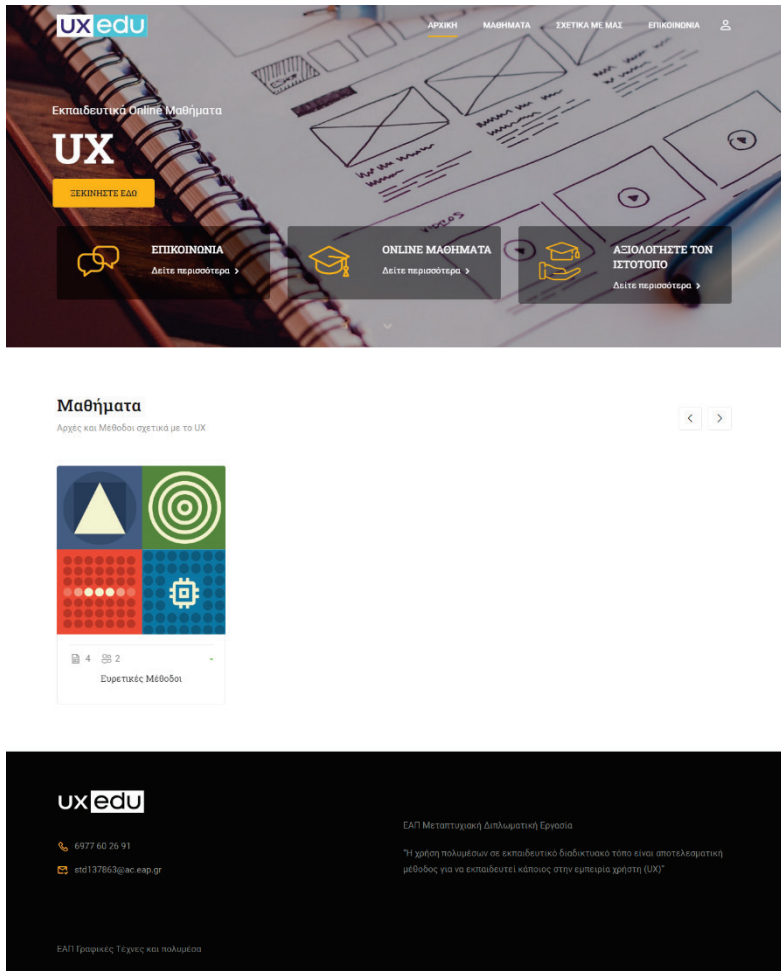 UX edu
ΑΡΧΙΚΗ ΜΑΘΗΜΑΤΑ ΣΧΕΤΙΚΑ ΜΕ ΜΑΣ ΕΠΙΚΟΙΝΩΝΙΑ
Εκπαιδευτικά Online Μαθήματα
UX
ΞΕΚΙΝΗΣΤΕ ΕΔΩ
VIDEOS
ΕΠΙΚΟΙΝΩΝΙΑ
Δείτε περισσότερα
ONLINE ΜΑΘΗΜΑΤΑ
Δείτε περισσότερα
ΑΞΙΟΛΟΓΗΣΤΕ ΤΟΝ
ΙΣΤΟΤΟΠΟ
Δείτε περισσότερα
Μαθήματα
Αρχές και Μέθοδοι σχετικά με το UX
4 2 -
Ευρετικές Μέθοδοι
UX edu
6977 60 26 91
std137863@ac.eap.gr
ΕΑΠ Μεταπτυχιακή Διπλωματική Εργασία
"Η χρήση πολυμέσων σε εκπαιδευτικό διαδικτυακό τόπο είναι αποτελεσματική
μέθοδος για να εκπαιδευτεί κάποιος στην εμπειρία χρήστη (UX)"
ΕΑΠ Γραφικές Τέχνες και πολυμέσα